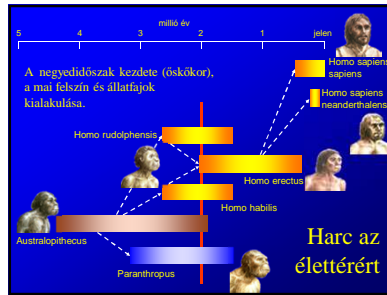 millió év
5 4 3 2 1 jelen
A negyedidőszak kezdete (őskőkor),
a mai felszín és állatfajok
kialakulása.
Homo sapiens
sapiens
Homo sapiens
neanderthalens
Homo rudolphensis
Homo erectus
Homo habilis
Australopithecus
Paranthropus
Harc az
élettérért